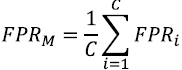 $FPR_M = \frac{1}{C} \sum_{i=1}^{C} FPR_i$